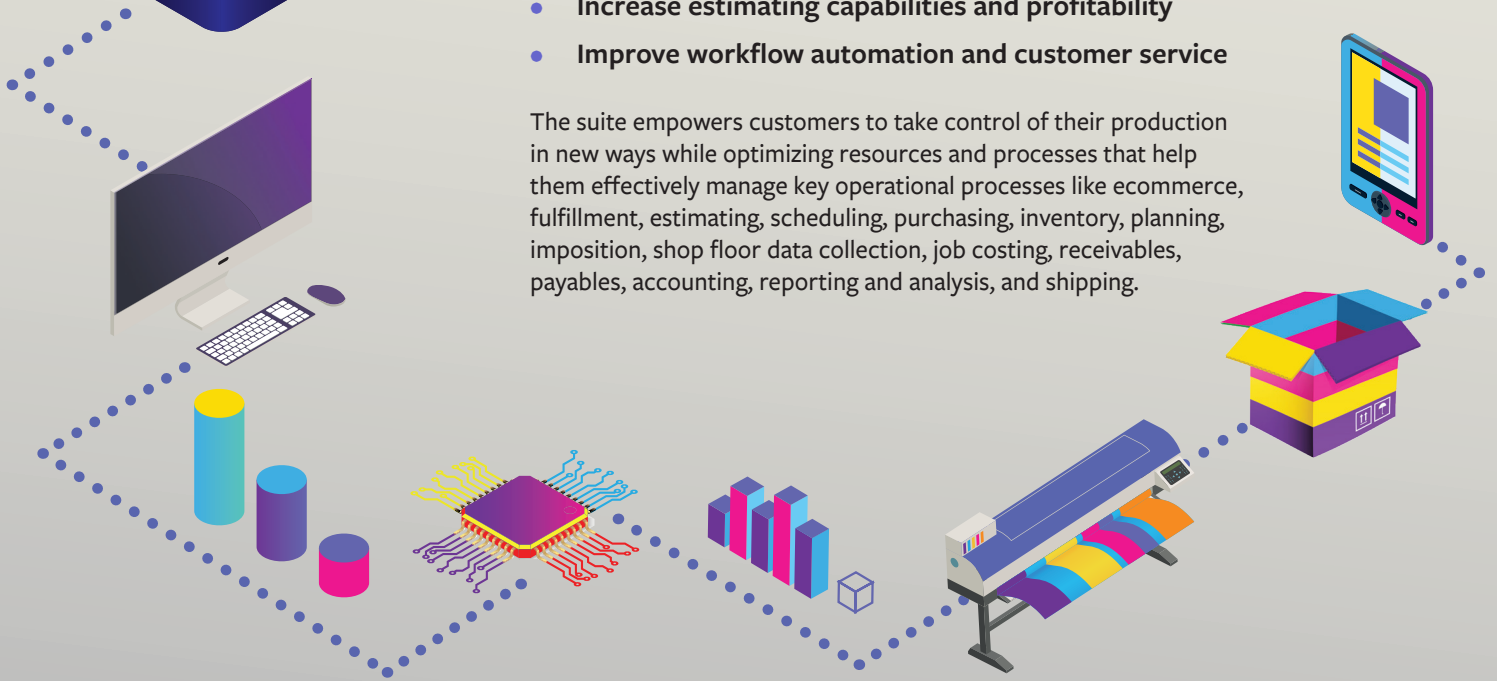 • Increase estimating capabilities and profitability
• Improve workflow automation and customer service
The suite empowers customers to take control of their production
in new ways while optimizing resources and processes that help
them effectively manage key operational processes like ecommerce,
fulfillment, estimating, scheduling, purchasing, inventory, planning,
imposition, shop floor data collection, job costing, receivables,
payables, accounting, reporting and analysis, and shipping.